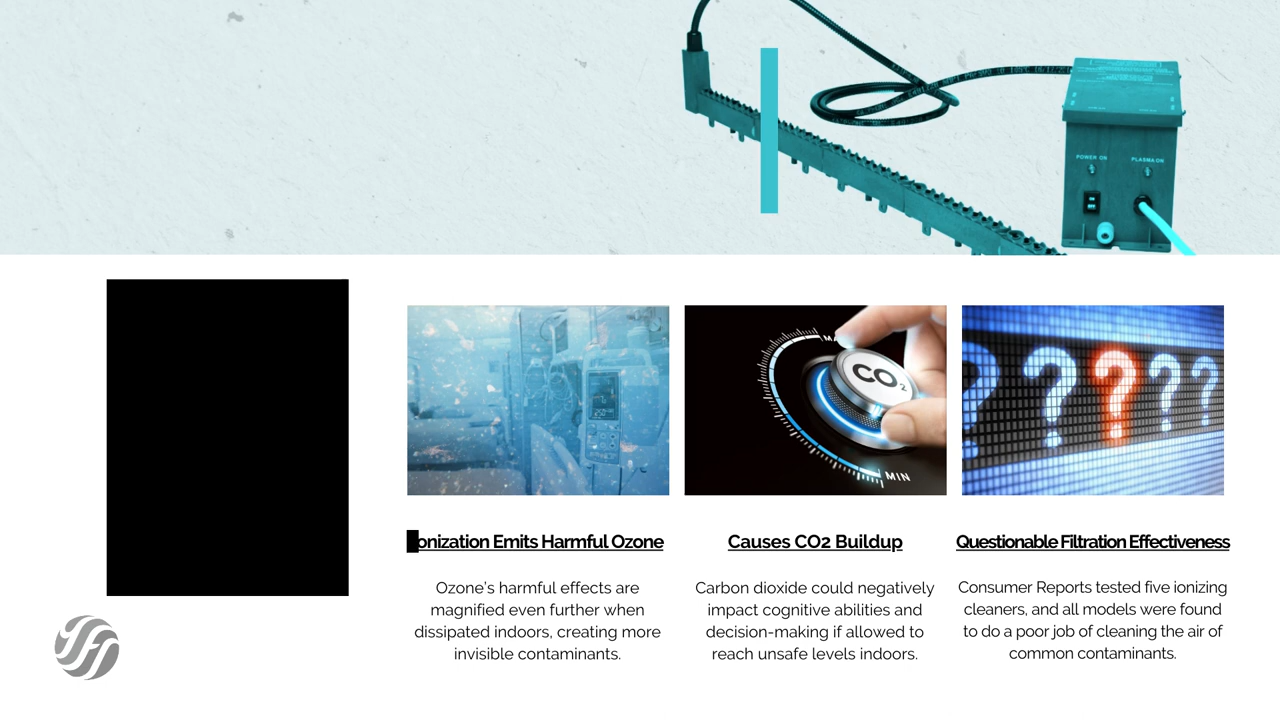 POWER ON
PLASMA ON
MA
CO2
MIN
onization Emits Harmful Ozone
Ozone's harmful effects are
magnified even further when
dissipated indoors, creating more
invisible contaminants.
Causes CO2 Buildup
Carbon dioxide could negatively
impact cognitive abilities and
decision-making if allowed to
reach unsafe levels indoors.
Questionable Filtration Effectiveness
Consumer Reports tested five ionizing
cleaners, and all models were found
to do a poor job of cleaning the air of
common contaminants.